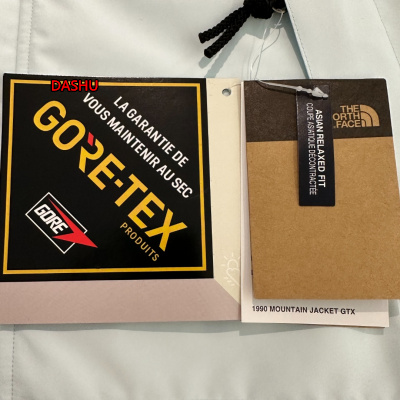 DASHU
LA GARANTIE DE
VOUS MAINTENIR AU SEC
GORE-TEX
PRODUITS
GORE
ASIAN RELAXED FIT
COUPE ASIATIQUE DÉCONTRACTÉE
THE
NORTH
FACE
1990 MOUNTAIN JACKET GTX